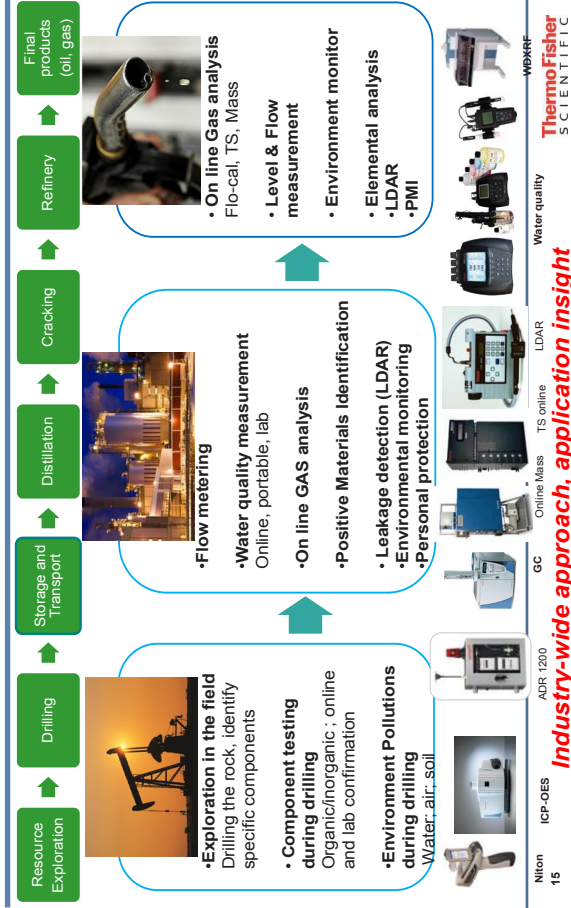 Resource
Exploration
Drilling
Storage and
Transport
Distillation
Cracking
Refinery
Final
products
(oil, gas)
•Exploration in the field
Drilling the rock, identify
specific components
• Component testing
during drilling
Organic/inorganic ; online
and lab confirmation
•Environment Pollutions
during drilling
Water; air; soil
•Flow metering
•Water quality measurement
Online, portable, lab
•On line GAS analysis
•Positive Materials Identification
• Leakage detection (LDAR)
•Environmental monitoring
•Personal protection
• On line Gas analysis
Flo-cal, TS, Mass
• Level & Flow
measurement
• Environment monitor
• Elemental analysis
•LDAR
•PMI
Niton
ICP-OES
ADR 1200
GC
Online Mass
TS online
LDAR
Water quality
WDXRF
15
Industry-wide approach, application insight
ThermoFisher
SCIENTIFIC